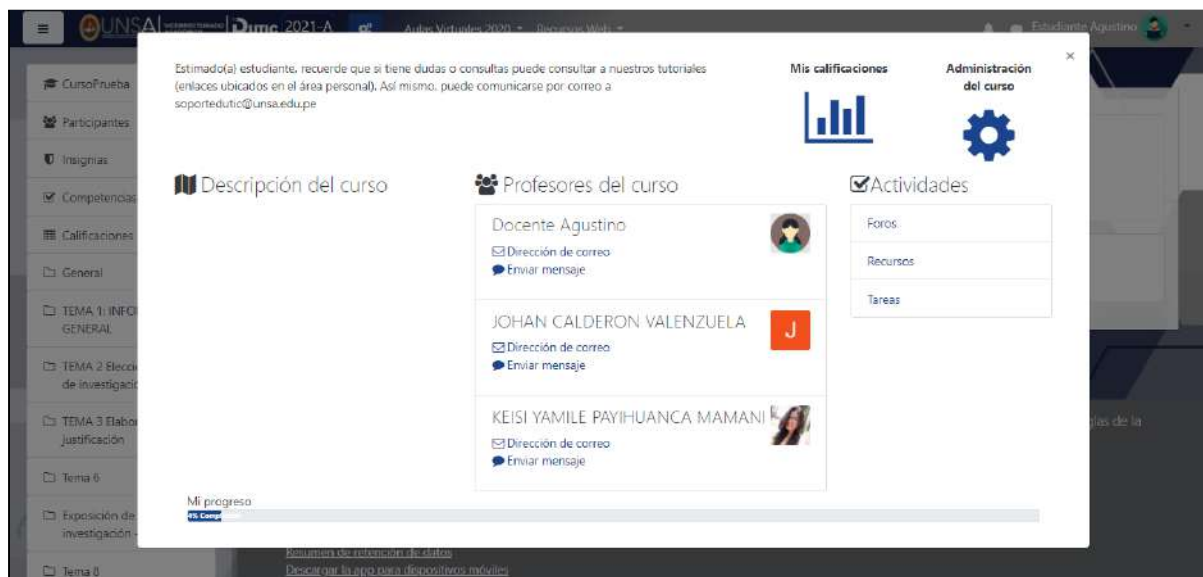 UNSA
DUTIC 2021-A
Aulas Virtuales 2020
Recursos Web
Estudiante Agustino
CursoPrueba
Participantes
Insignias
Competencias
Calificaciones
General
TEMA 1:
GENERAL
TEMA 2
de
TEMA 3
justificación
Tema 6
Exposición de
investigación
Tema 8
×
Estimado(a) estudiante, recuerde que si tiene dudas o consultas puede consultar a nuestros tutoriales
(enlaces ubicados en el área personal). Así mismo, puede comunicarse por correo a
soportedutic@unsa.edu.pe
Mis calificaciones
Administración
del curso
Descripción del curso
Profesores del curso
Docente Agustino
Dirección de correo
Enviar mensaje
JOHAN CALDERON VALENZUELA
J
Dirección de correo
Enviar mensaje
KEISI YAMILE PAYIHUANCA MAMANI
Dirección de correo
Enviar mensaje
Actividades
Foros
Recursos
Tareas
Mi progreso
4%
de la
Resumen de retención de datos
Descargar la app para dispositivos móviles